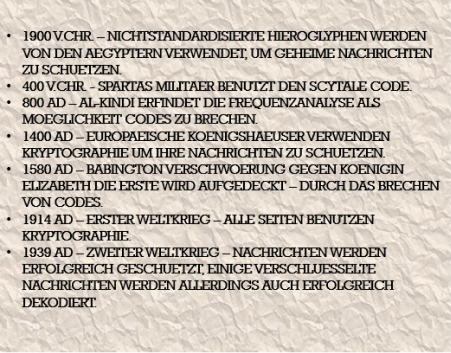 • 1900 V.CHR. – NICHTSTANDARDISIERTE HIEROGLYPHEN WERDEN
VON DEN AEGYPTERN VERWENDET, UM GEHEIME NACHRICHTEN
ZU SCHUETZEN.
• 400 V.CHR. - SPARTAS MILITAER BENUTZT DEN SCYTALE CODE.
• 800 AD – AL-KINDI ERFINDET DIE FREQUENZANALYSE ALS
MOEGLICHKEIT CODES ZU BRECHEN.
• 1400 AD – EUROPAEISCHE KOENIGSHAEUSER VERWENDEN
KRYPTOGRAPHIE UM IHRE NACHRICHTEN ZU SCHUETZEN.
• 1580 AD – BABINGTON VERSCHWOERUNG GEGEN KOENIGIN
ELIZABETH DIE ERSTE WIRD AUFGEDECKT – DURCH DAS BRECHEN
VON CODES.
• 1914 AD – ERSTER WELTKRIEG – ALLE SEITEN BENUTZEN
KRYPTOGRAPHIE.
• 1939 AD – ZWEITER WELTKRIEG – NACHRICHTEN WERDEN
ERFOLGREICH GESCHUETZT, EINIGE VERSCHLUESSELTE
NACHRICHTEN WERDEN ALLERDINGS AUCH ERFOLGREICH
DEKODIERT.